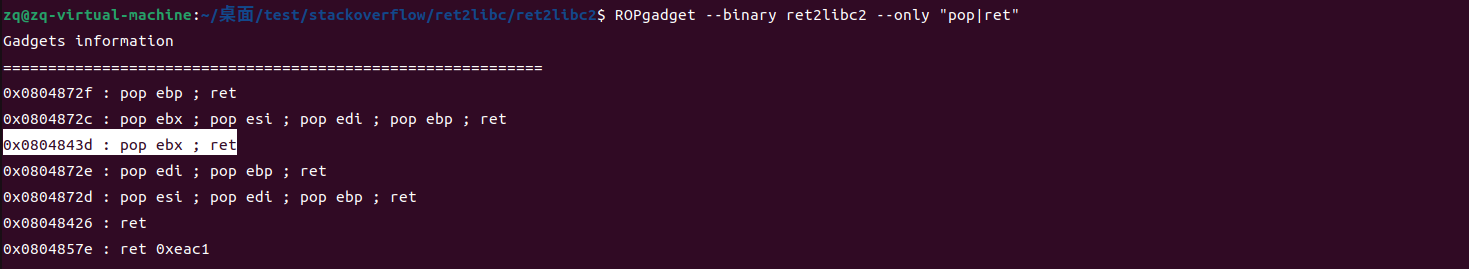 zq@zq-virtual-machine:~/桌面/test/stackoverflow/ret2libc/ret2libc2$ ROPgadget --binary ret2libc2 --only "pop|ret"
Gadgets information
============================================================
0x0804872f : pop ebp ; ret
0x0804872c : pop ebx ; pop esi ; pop edi ; pop ebp ; ret
0x0804843d : pop ebx ; ret
0x0804872e : pop edi ; pop ebp ; ret
0x0804872d : pop esi ; pop edi ; pop ebp ; ret
0x08048426 : ret
0x0804857e : ret 0xeac1